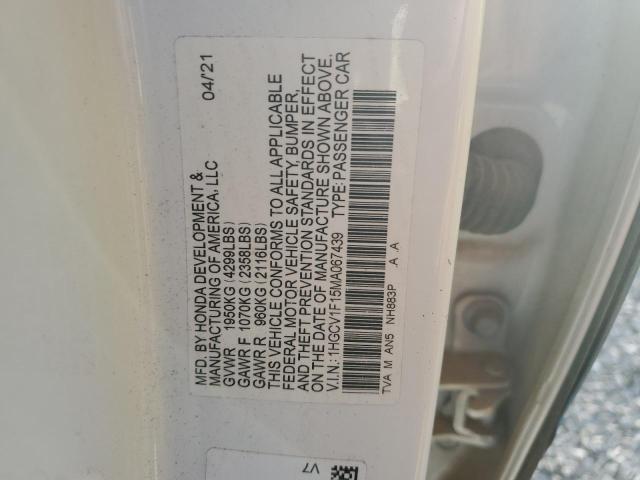 MFD. BY HONDA DEVELOPMENT & 04/'21
MANUFACTURING OF AMERICA, LLC
GVWR 1950KG (4299LBS)
GAWR F 1070KG (2358LBS)
GAWR R 960KG (2116LBS)
THIS VEHICLE CONFORMS TO ALL APPLICABLE
FEDERAL MOTOR VEHICLE SAFETY, BUMPER,
AND THEFT PREVENTION STANDARDS IN EFFECT
ON THE DATE OF MANUFACTURE SHOWN ABOVE.
V.I.N.: 1HGCV1F15MA067439 TYPE: PASSENGER CAR
TVA M AN5 NH883P .A .A
V7